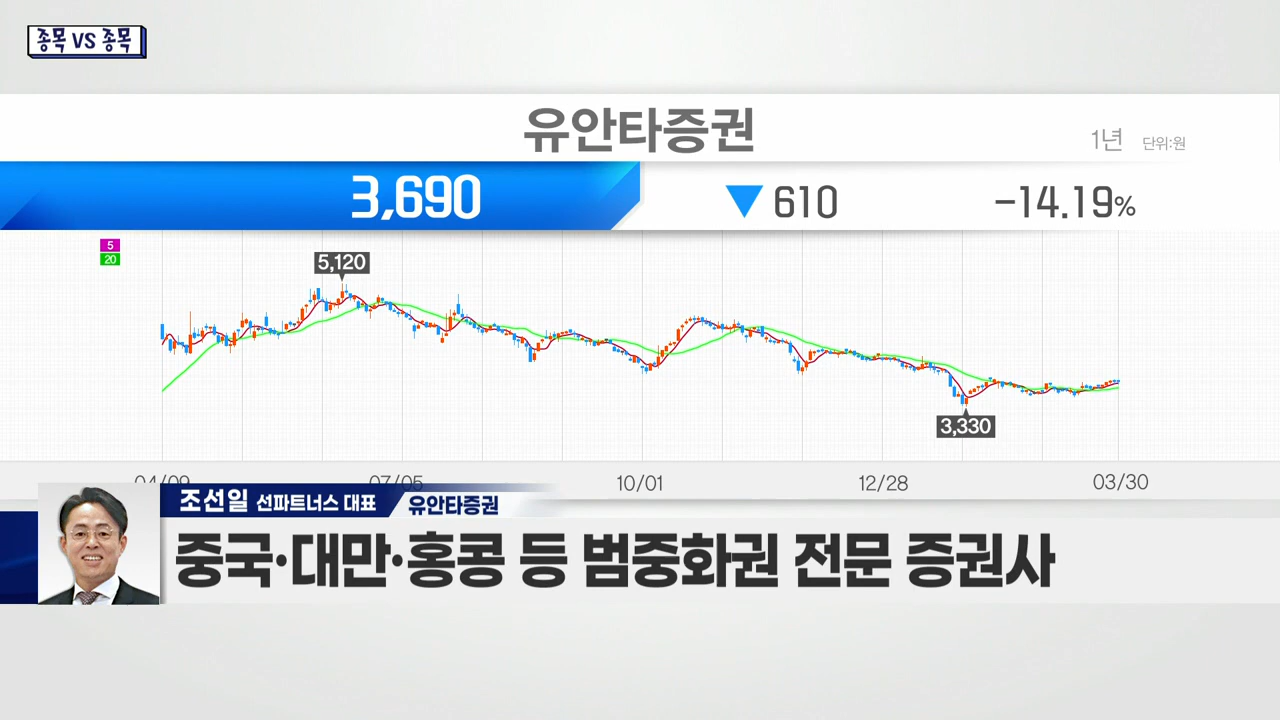 종목 VS 종목
유안타증권
1년 단위:원
3,690 ▼610 -14.19%
5
20
5,120
3,330
04/09 07/05 10/01 12/28 03/30
조선일 선파트너스 대표 유안타증권
중국·대만·홍콩 등 범중화권 전문 증권사